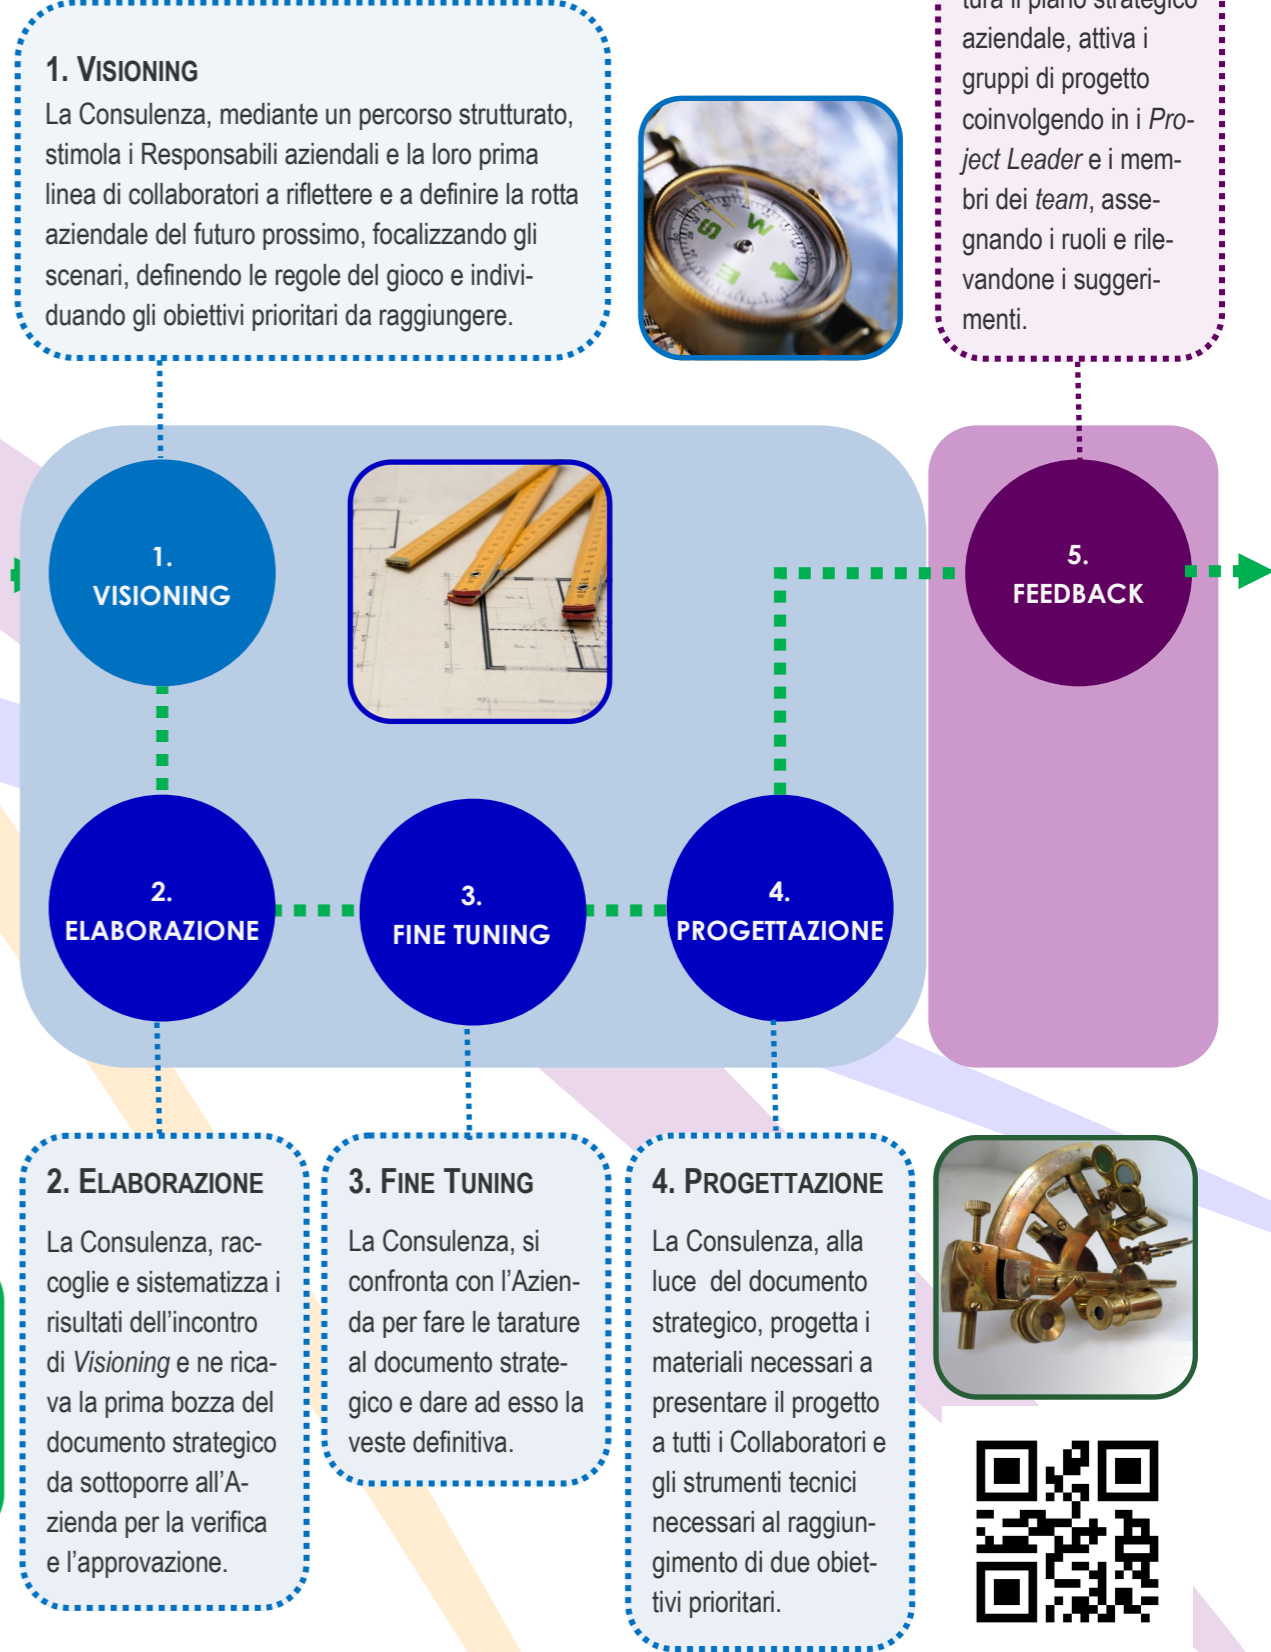 1. VISIONING
La Consulenza, mediante un percorso strutturato,
stimola i Responsabili aziendali e la loro prima
linea di collaboratori a riflettere e a definire la rotta
aziendale del futuro prossimo, focalizzando gli
scenari, definendo le regole del gioco e indivi-
duando gli obiettivi prioritari da raggiungere.
tura il piano strategico
aziendale, attiva i
gruppi di progetto
coinvolgendo in i Pro-
ject Leader e i mem-
bri dei team, asse-
gnando i ruoli e rile-
vandone i suggeri-
menti.
S
W
E
1.
VISIONING
5.
FEEDBACK
2.
ELABORAZIONE
3.
FINE TUNING
4.
PROGETTAZIONE
2. ELABORAZIONE
La Consulenza, rac-
coglie e sistematizza i
risultati dell'incontro
di Visioning e ne rica-
va la prima bozza del
documento strategico
da sottoporre all'A-
zienda per la verifica
e l'approvazione.
3. FINE TUNING
La Consulenza, si
confronta con l'Azien-
da per fare le tarature
al documento strate-
gico e dare ad esso la
veste definitiva.
4. PROGETTAZIONE
La Consulenza, alla
luce  del documento
strategico, progetta i
materiali necessari a
presentare il progetto
a tutti i Collaboratori e
gli strumenti tecnici
necessari al raggiun-
gimento di due obiet-
tivi prioritari.